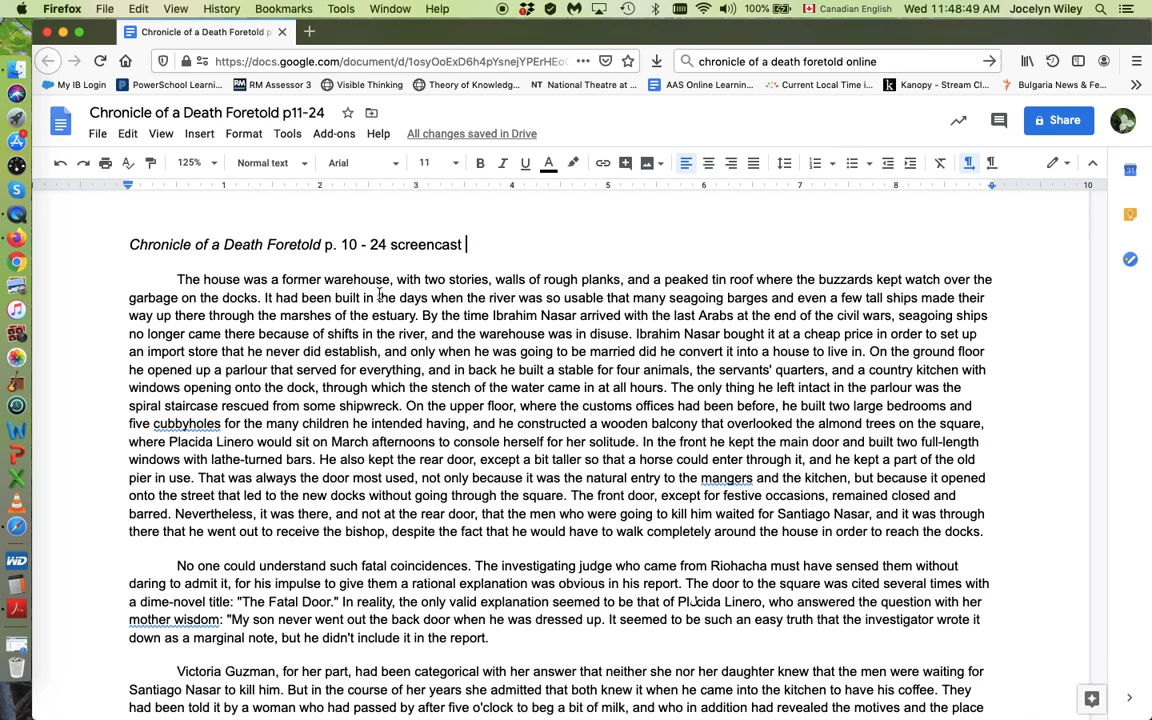 Firefox File Edit View History Bookmarks Tools Window Help 100% Canadian English Wed 11:48:49 AM Jocelyn Wiley
Chronicle of a Death Foretold p
https://docs.google.com/document/d/1osyOoExD6h4pYsnejYPErHEo chronicle of a death foretold online
My IB Login PowerSchool Learni... RM Assessor 3 Visible Thinking Theory of Knowledg... NT National Theatre at ... AAS Online Learnin... Current Local Time i... Kanopy - Stream Cl... Bulgaria News & Fe...
Chronicle of a Death Foretold p11-24
File Edit View Insert Format Tools Add-ons Help All changes saved in Drive
Share
125% Normal text Arial 11 B I U A
1 2 3 4 5 6 7 8 9 10
Chronicle of a Death Foretold p. 10 - 24 screencast
The house was a former warehouse, with two stories, walls of rough planks, and a peaked tin roof where the buzzards kept watch over the
garbage on the docks. It had been built in the days when the river was so usable that many seagoing barges and even a few tall ships made their
way up there through the marshes of the estuary. By the time Ibrahim Nasar arrived with the last Arabs at the end of the civil wars, seagoing ships
no longer came there because of shifts in the river, and the warehouse was in disuse. Ibrahim Nasar bought it at a cheap price in order to set up
an import store that he never did establish, and only when he was going to be married did he convert it into a house to live in. On the ground floor
he opened up a parlour that served for everything, and in back he built a stable for four animals, the servants' quarters, and a country kitchen with
windows opening onto the dock, through which the stench of the water came in at all hours. The only thing he left intact in the parlour was the
spiral staircase rescued from some shipwreck. On the upper floor, where the customs offices had been before, he built two large bedrooms and
five cubbyholes for the many children he intended having, and he constructed a wooden balcony that overlooked the almond trees on the square,
where Placida Linero would sit on March afternoons to console herself for her solitude. In the front he kept the main door and built two full-length
windows with lathe-turned bars. He also kept the rear door, except a bit taller so that a horse could enter through it, and he kept a part of the old
pier in use. That was always the door most used, not only because it was the natural entry to the mangers and the kitchen, but because it opened
onto the street that led to the new docks without going through the square. The front door, except for festive occasions, remained closed and
barred. Nevertheless, it was there, and not at the rear door, that the men who were going to kill him waited for Santiago Nasar, and it was through
there that he went out to receive the bishop, despite the fact that he would have to walk completely around the house in order to reach the docks.
No one could understand such fatal coincidences. The investigating judge who came from Riohacha must have sensed them without
daring to admit it, for his impulse to give them a rational explanation was obvious in his report. The door to the square was cited several times with
a dime-novel title: "The Fatal Door." In reality, the only valid explanation seemed to be that of Linero, who answered the question with her
mother wisdom: "My son never went out the back door when he was dressed up. It seemed to be such an easy truth that the investigator wrote it
down as a marginal note, but he didn't include it in the report.
Victoria Guzman, for her part, had been categorical with her answer that neither she nor her daughter knew that the men were waiting for
Santiago Nasar to kill him. But in the course of her years she admitted that both knew it when he came into the kitchen to have his coffee. They
had been told it by a woman who had passed by after five o'clock to beg a bit of milk, and who in addition had revealed the motives and the place